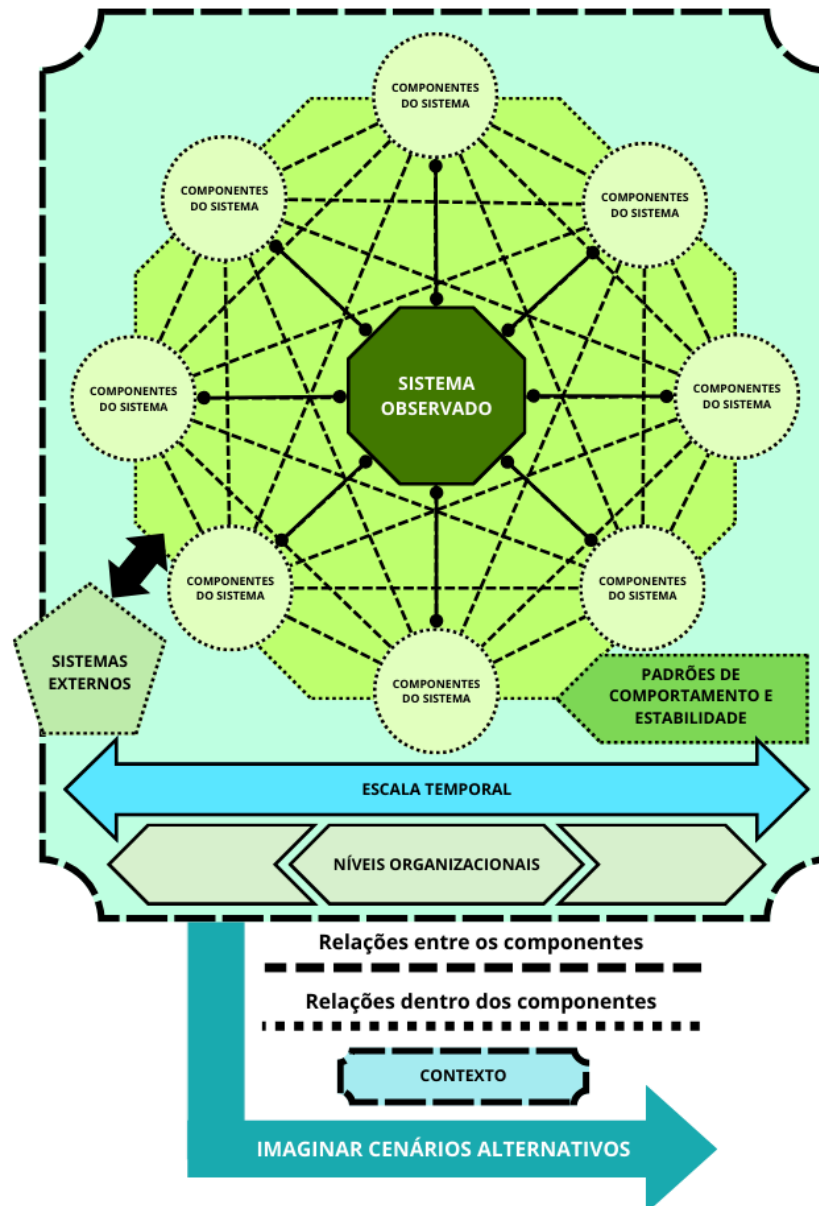 COMPONENTES
DO SISTEMA
COMPONENTES
DO SISTEMA
COMPONENTES
DO SISTEMA
COMPONENTES
DO SISTEMA
SISTEMA
OBSERVADO
COMPONENTES
DO SISTEMA
COMPONENTES
DO SISTEMA
COMPONENTES
DO SISTEMA
SISTEMAS
EXTERNOS
COMPONENTES
DO SISTEMA
PADRÕES DE
COMPORTAMENTO E
ESTABILIDADE
ESCALA TEMPORAL
NÍVEIS ORGANIZACIONAIS
Relações entre os componentes
Relações dentro dos componentes
CONTEXTO
IMAGINAR CENÁRIOS ALTERNATIVOS